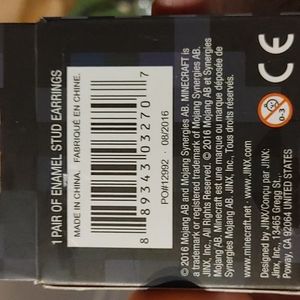 1 PAIR OF ENAMEL STUD EARRINGS
MADE IN CHINA. FABRIQUÉ EN CHINE.
8 89343 03270 7
PO#12992 - 08/2016
© 2016 Mojang AB and Mojang Synergies AB. MINECRAFT is
a trademark or registered trademark of Mojang Synergies AB.
JINX, Inc., All Rights Reserved. © 2016 Mojang AB et Synergies
Mojang AB. Minecraft est une marque ou marque déposée de
Synergies Mojang AB. JINX, Inc., Tous droits réservés.
www.minecraft.net www.JINX.com
Designed by JINX/Conçu par JINX:
Jinx, Inc., 13465 Gregg St.,
Poway, CA 92064 UNITED STATES
CE
0-3